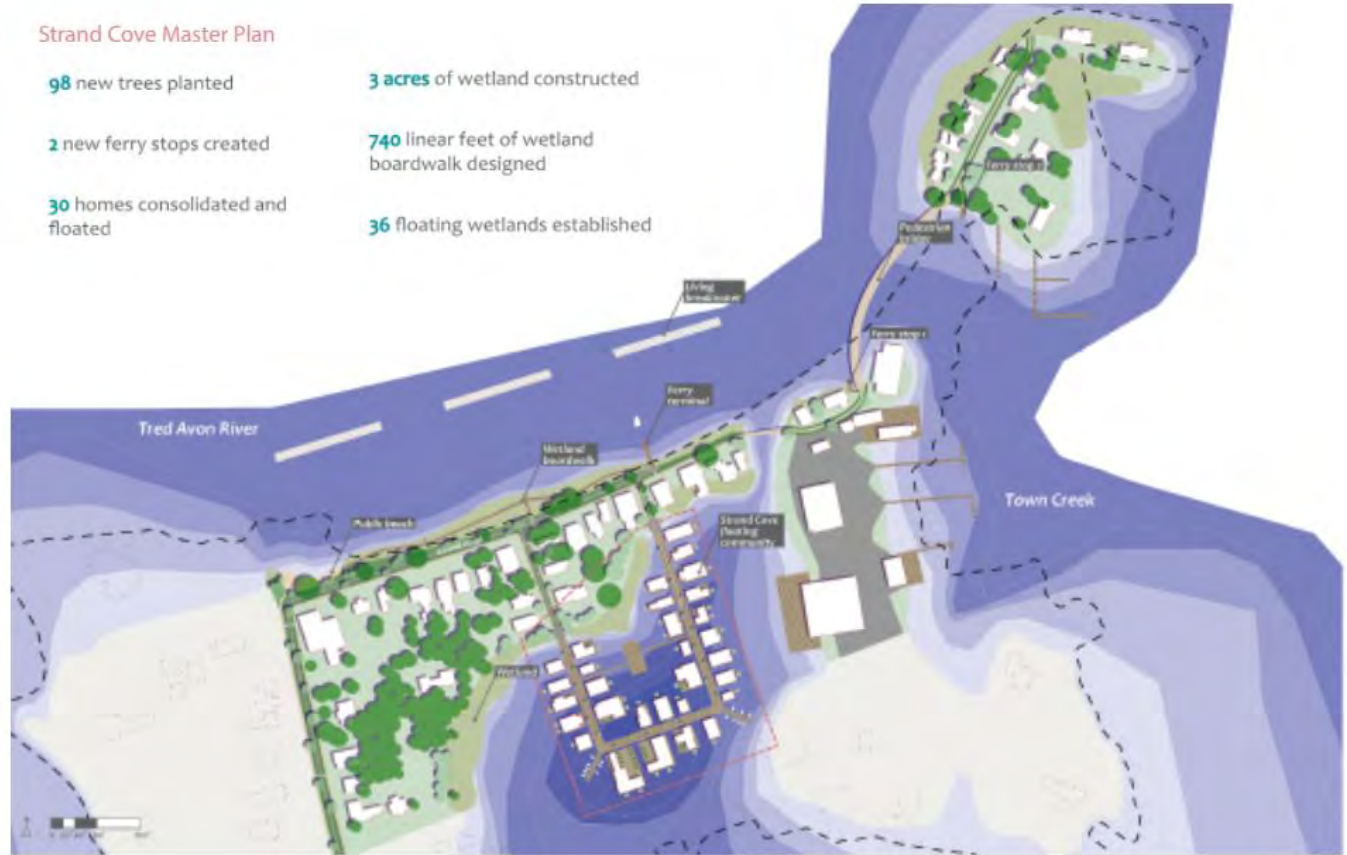 Strand Cove Master Plan
98 new trees planted
2 new ferry stops created
30 homes consolidated and
floated
3 acres of wetland constructed
740 linear feet of wetland
boardwalk designed
36 floating wetlands established
Ferry stop 2
Pedestrian
Living
breakwater
Ferry stop 1
Ferry
terminal
Tred Avon River
Wetland
boardwalk
Town Creek
Public beach
Strand Cove
floating
community
Wetland